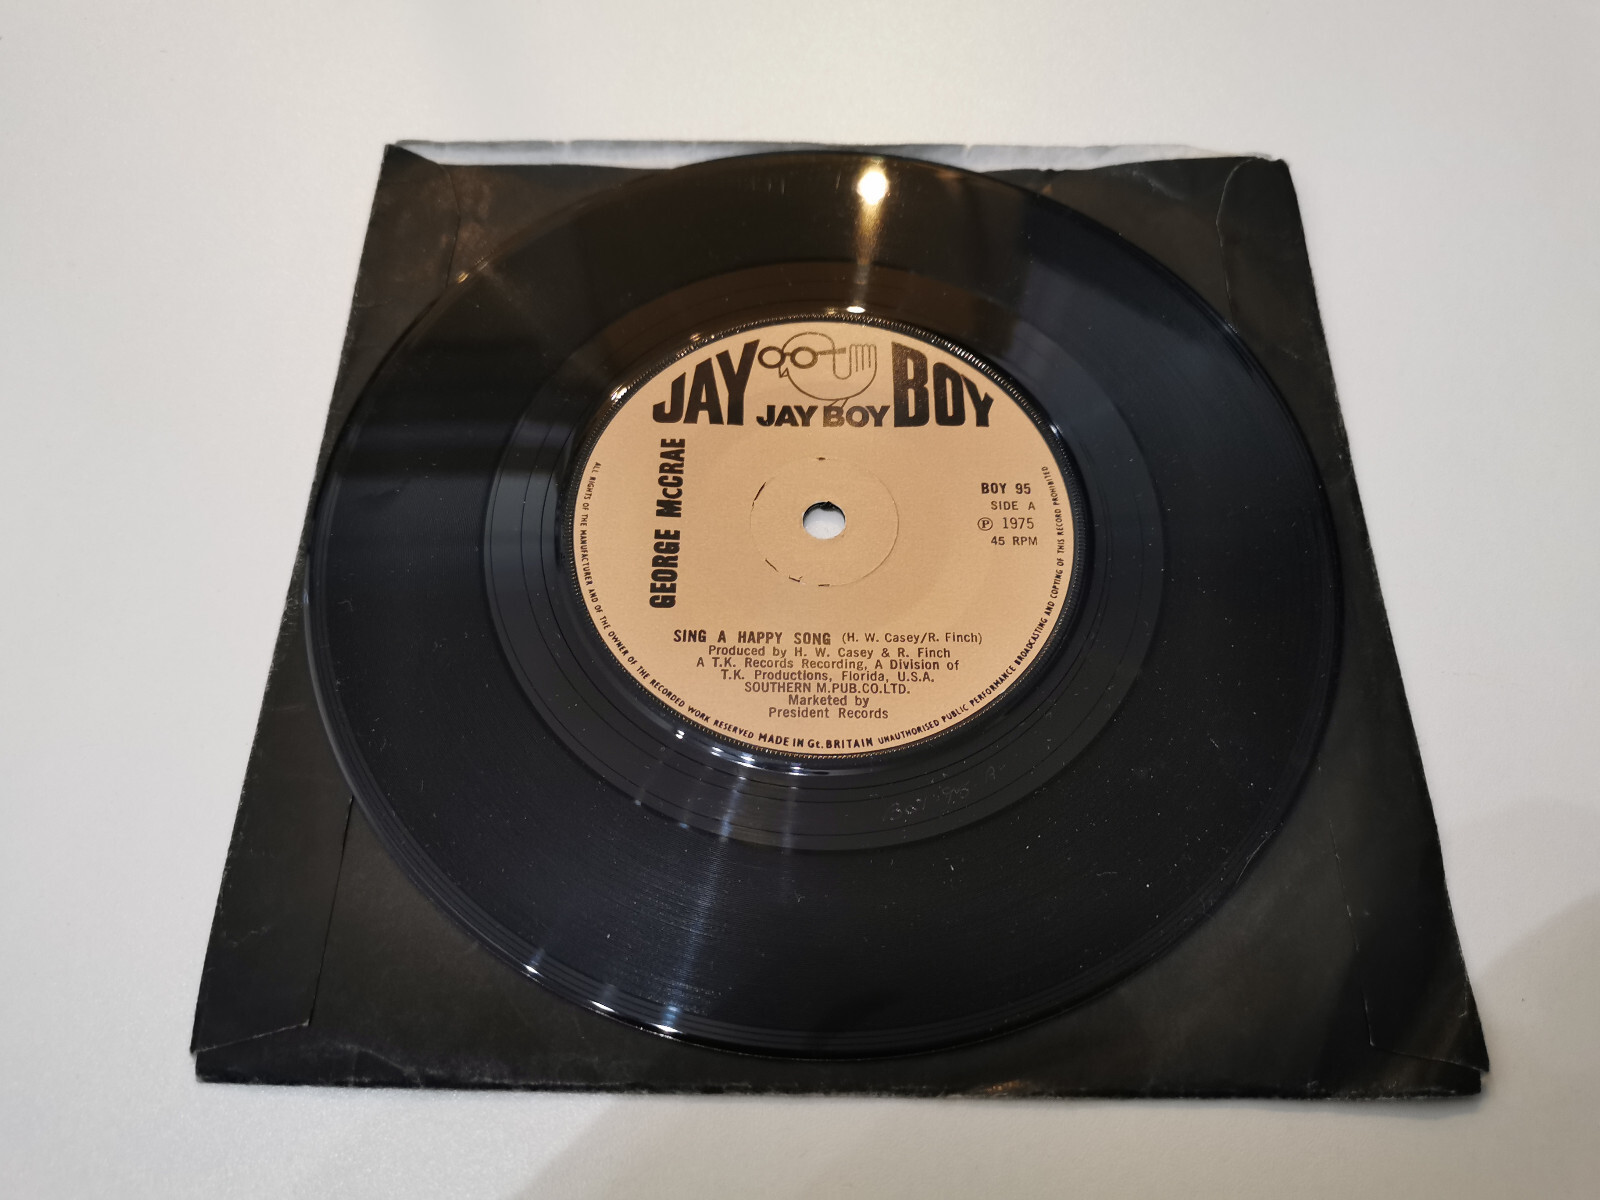 JAY BOY
JAY BOY
GEORGE McCRAE
BOY 95
SIDE A
Ⓟ 1975
45 RPM
SING A HAPPY SONG (H. W. Casey/R. Finch)
Produced by H. W. Casey & R. Finch
A T.K. Records Recording, A Division of
T.K. Productions, Florida, U.S.A.
SOUTHERN M.PUB.CO.LTD.
Marketed by
President Records
ALL RIGHTS OF THE MANUFACTURER AND OF THE OWNER OF THE RECORDED WORK RESERVED MADE IN Gt. BRITAIN UNAUTHORISED PUBLIC PERFORMANCE BROADCASTING AND COPYING OF THIS RECORD PROHIBITED